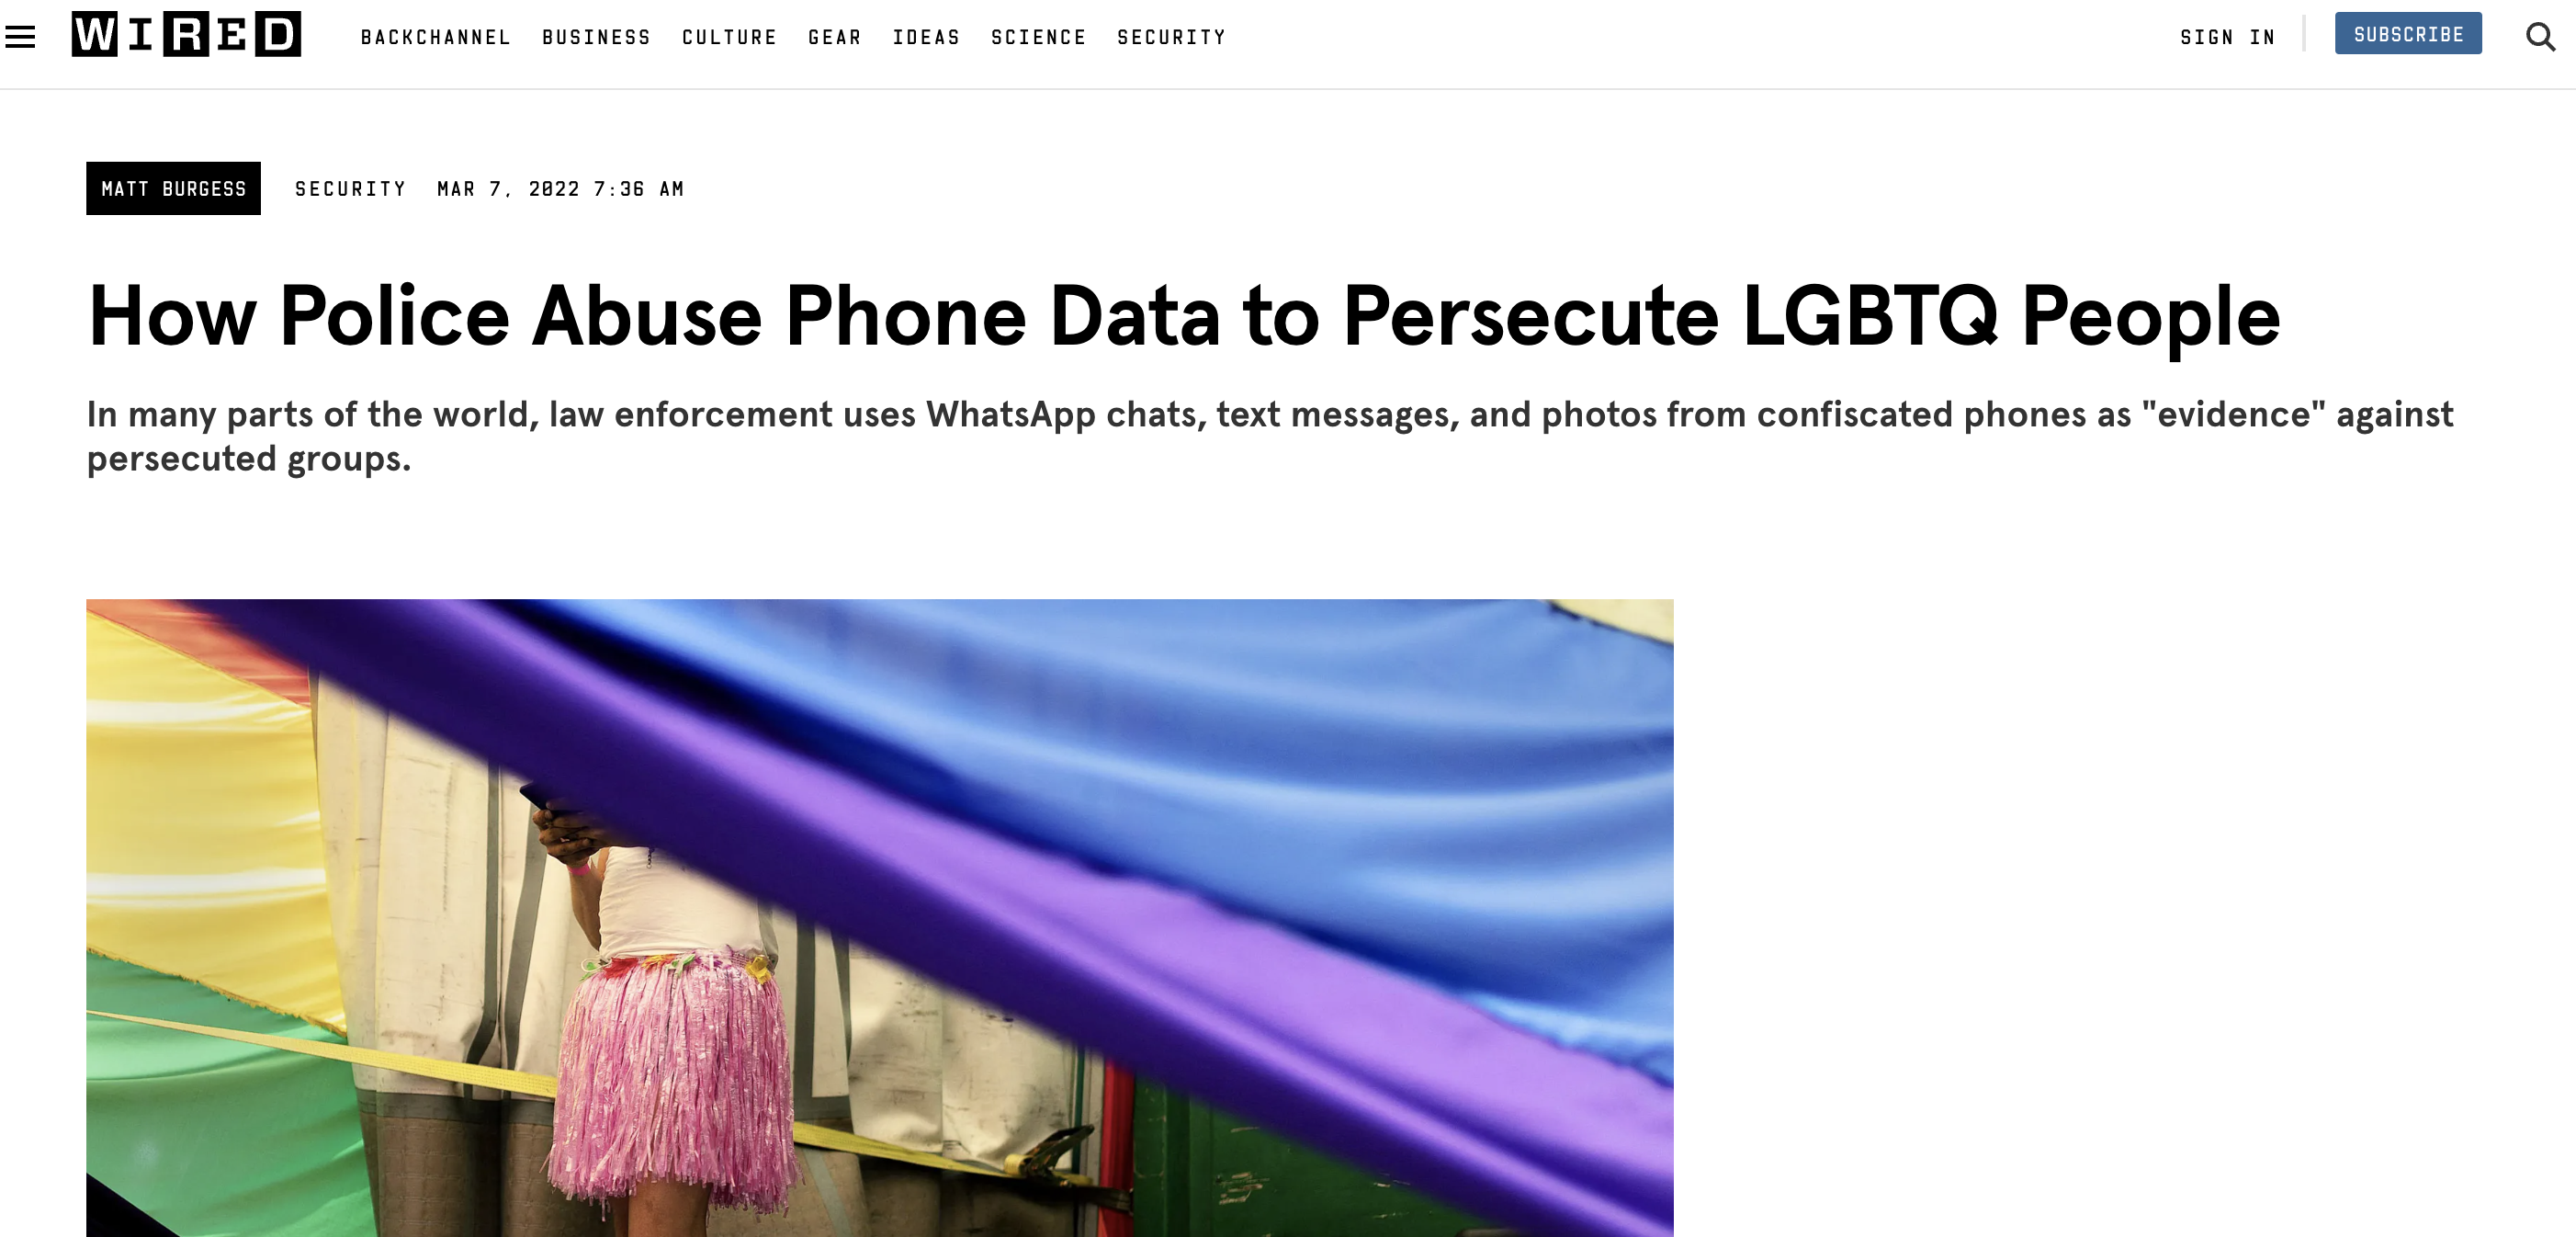 WIRED
BACKCHANNEL BUSINESS CULTURE GEAR IDEAS SCIENCE SECURITY
SIGN IN
SUBSCRIBE
MATT BURGESS
SECURITY
MAR 7, 2022 7:36 AM
How Police Abuse Phone Data to Persecute LGBTQ People
In many parts of the world, law enforcement uses WhatsApp chats, text messages, and photos from confiscated phones as "evidence" against
persecuted groups.